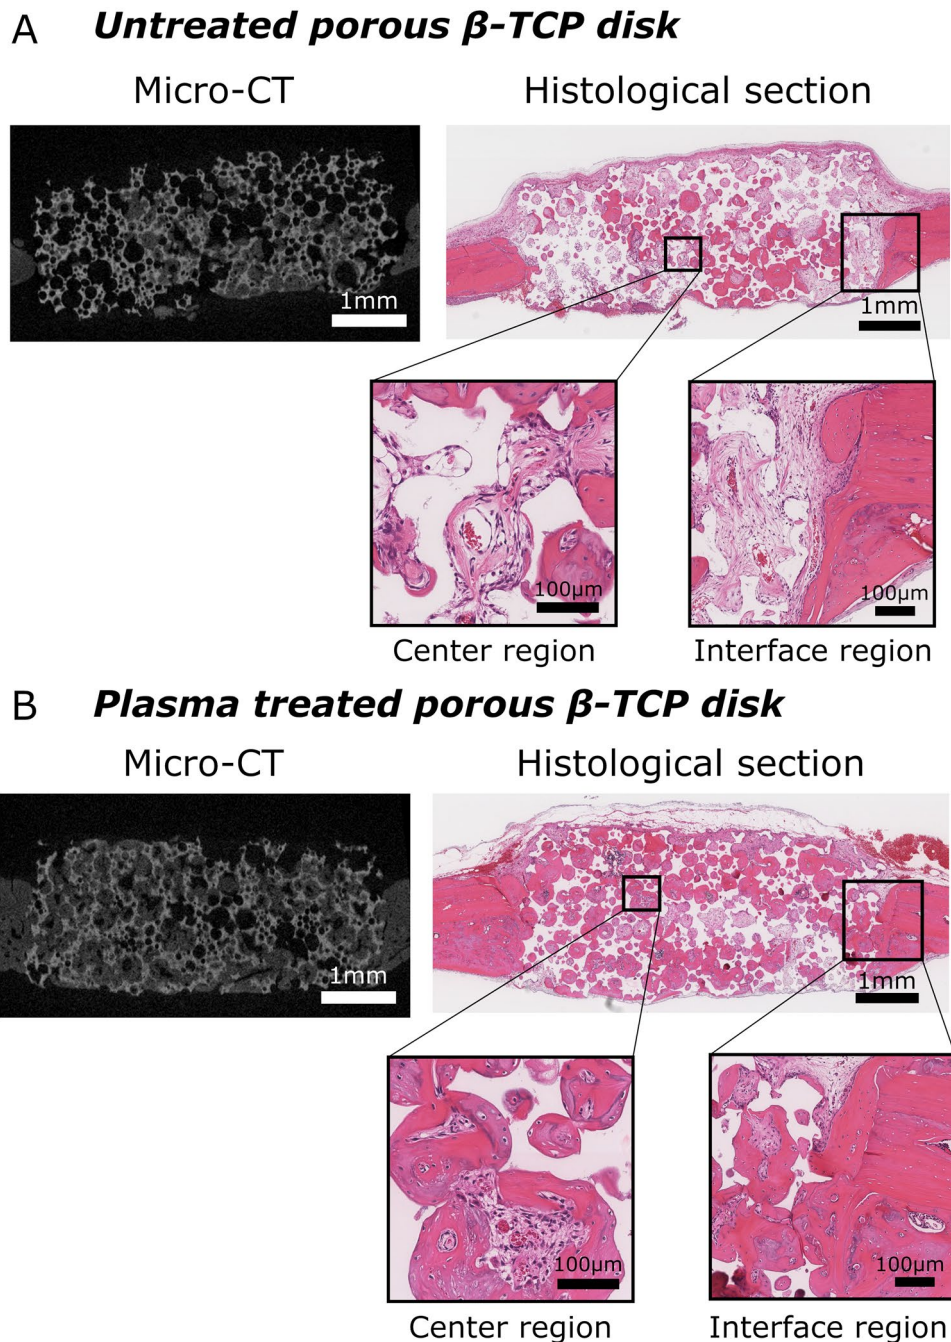 A Untreated porous β-TCP disk
Micro-CT Histological section
1mm 1mm
100μm 100μm
Center region Interface region
B Plasma treated porous β-TCP disk
Micro-CT Histological section
1mm 1mm
100μm 100μm
Center region Interface region